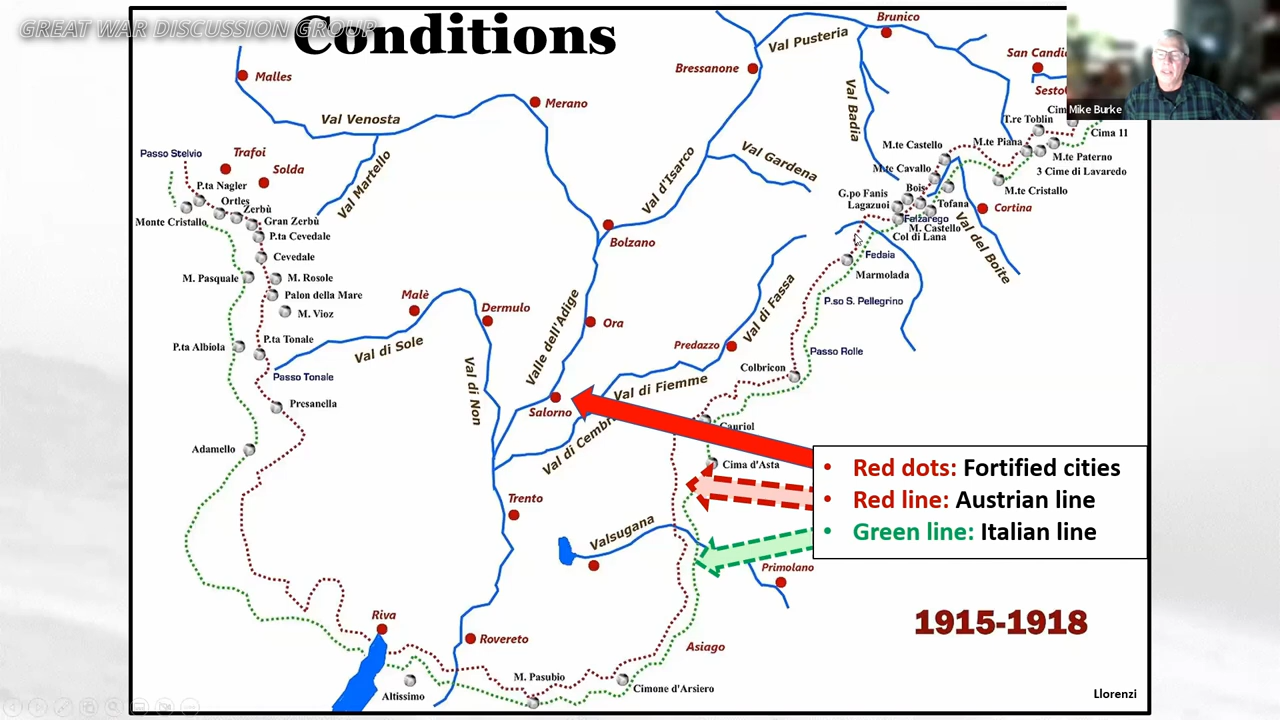 GREAT WAR DISCUSSION GROUP
Conditions
Brunico
Val Pusteria
Bressanone
San Candi
Malles
Merano
Val Badia
Sesto
Mike Burke
Val Venosta
T.re Toblin
Cim
Cima 11
Passo Stelvio
Trafoi
Val Martello
Val d'Isarco
Val Gardena
M.te Castello
M.te Piana
M.te Paterno
Solda
M.te Cavallo
3 Cime di Lavaredo
P.ta Nagler
G.po Fanis
Bois
M.te Cristallo
Ortles
Lagazuoi
Tofana
Cortina
Zerbù
Monte Cristallo
Gran Zerbù
Falzarego
M. Castello
P.ta Cevedale
Bolzano
Col di Lana
Val del Boite
Cevedale
Fedaia
M. Pasquale
M. Rosole
Marmolada
Palon della Mare
Malè
M. Vioz
Dermulo
Valle dell'Adige
Ora
Val di Fassa
P.so S. Pellegrino
P.ta Albiola
P.ta Tonale
Val di Sole
Predazzo
Passo Rolle
Passo Tonale
Val di Non
Colbricon
Val di Fiemme
Presanella
Salorno
Cauriol
Adamello
Val di Cembr
Cima d'Asta
• Red dots: Fortified cities
• Red line: Austrian line
• Green line: Italian line
Trento
Valsugana
Primolano
Riva
1915-1918
Rovereto
Asiago
M. Pasubio
Altissimo
Cimone d'Arsiero
Llorenzi